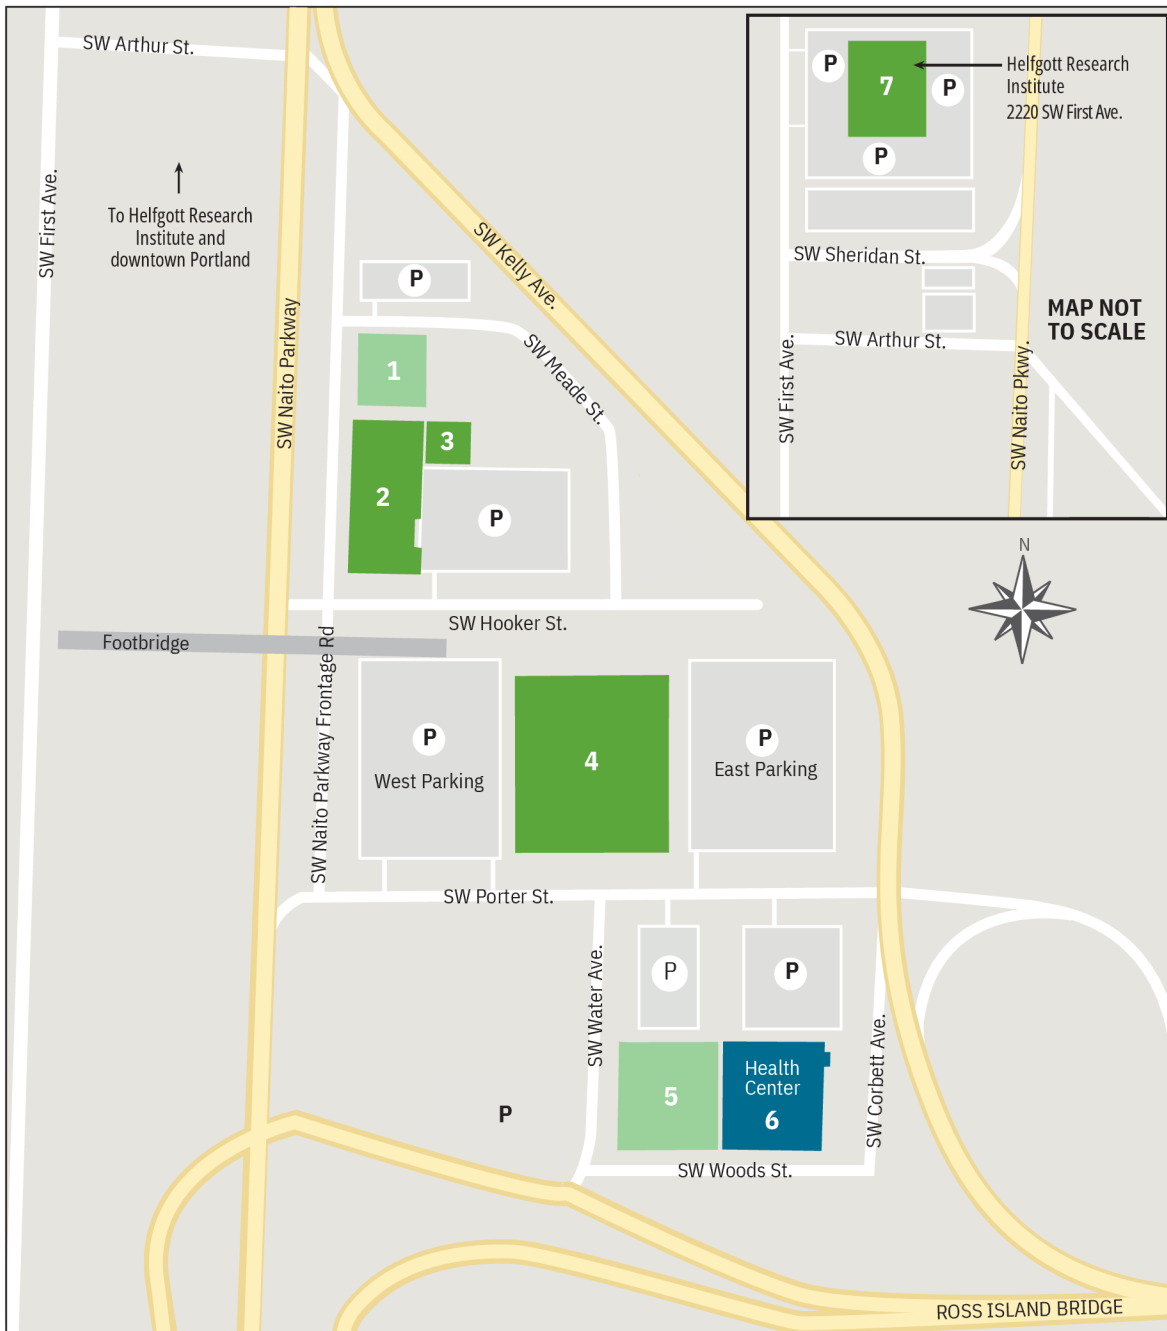 SW Arthur St.
SW First Ave.
To Helfgott Research
Institute and
downtown Portland
SW Naito Parkway
SW Kelly Ave.
P
SW Meade St.
1
3
2
P
SW Hooker St.
Footbridge
SW Naito Parkway Frontage Rd
P
West Parking
4
P
East Parking
SW Porter St.
SW Water Ave.
P
P
SW Corbett Ave.
5
Health
Center
6
P
SW Woods St.
ROSS ISLAND BRIDGE
P
7
P
P
Helfgott Research
Institute
2220 SW First Ave.
SW Sheridan St.
MAP NOT
TO SCALE
SW Arthur St.
SW First Ave.
SW Naito Pkwy.
N